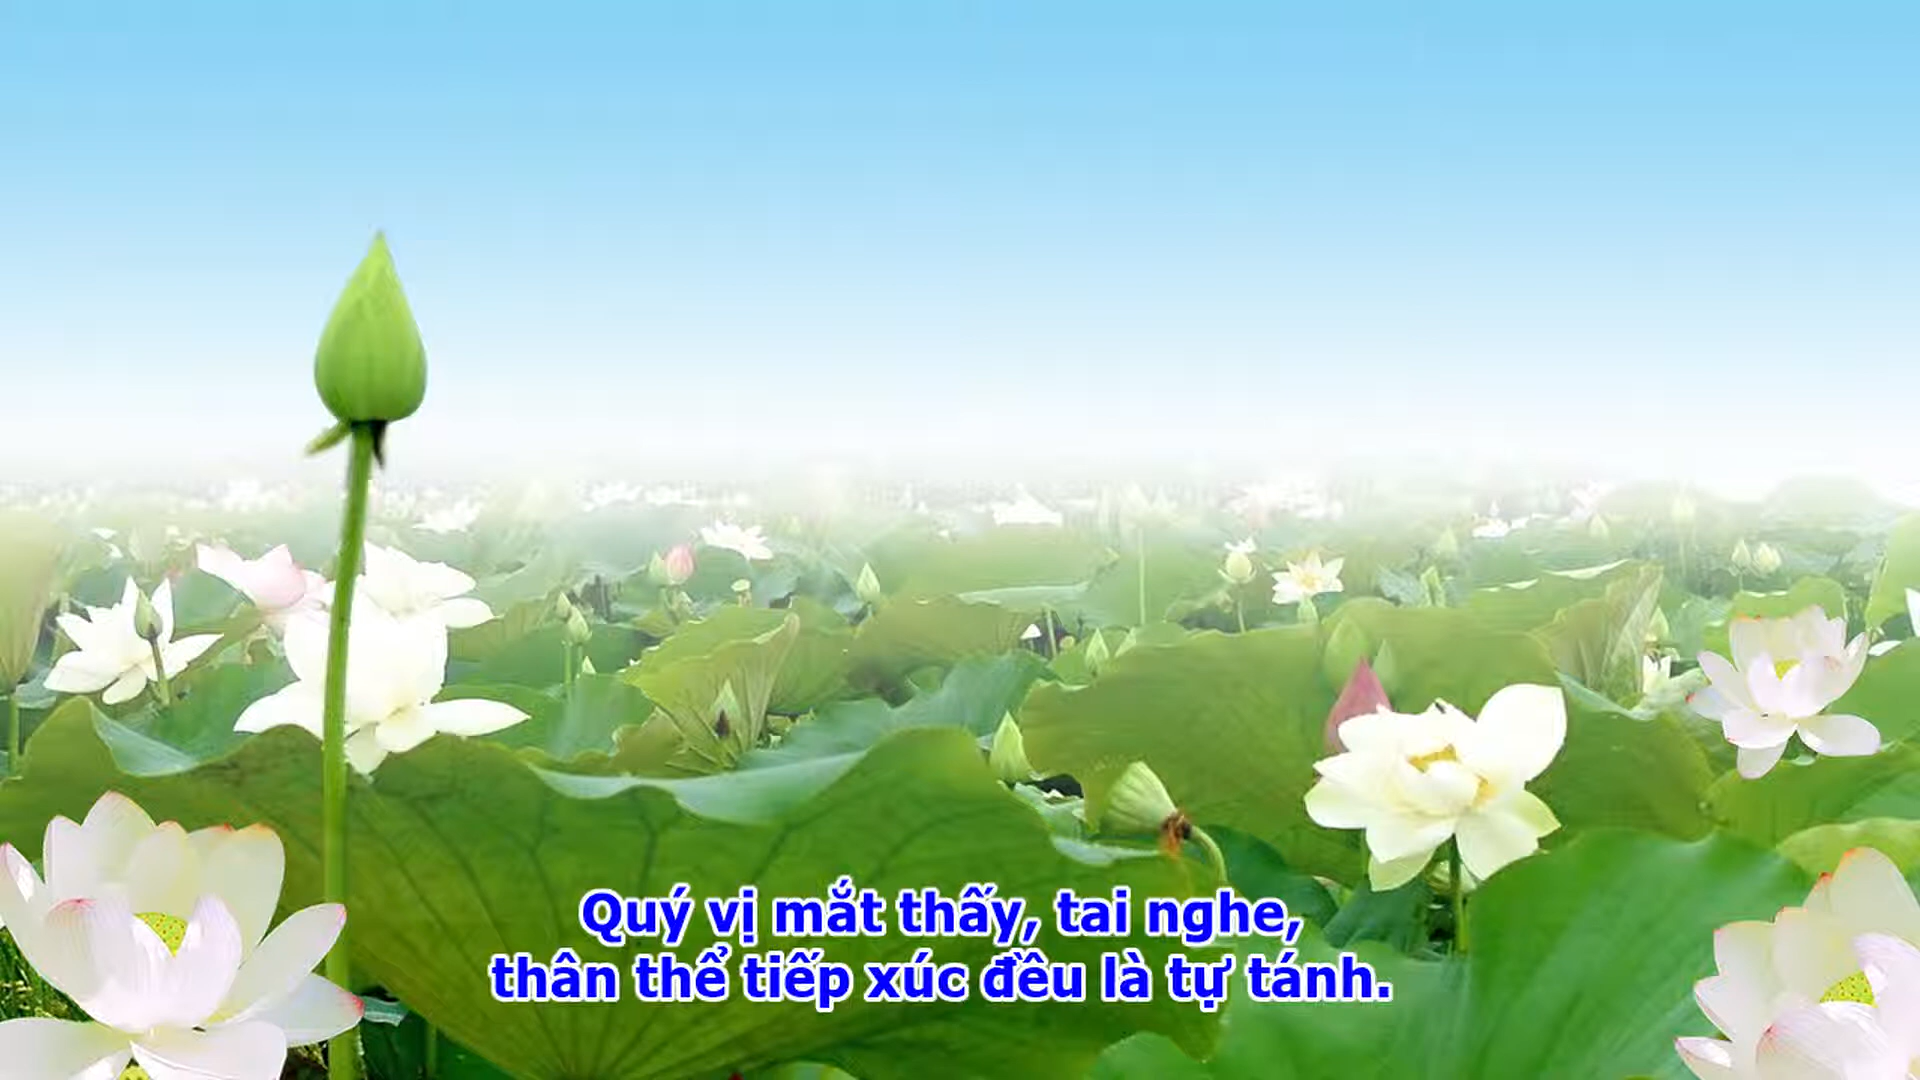 Quý vị mắt thấy, tai nghe,
thân thể tiếp xúc đều là tự tánh.